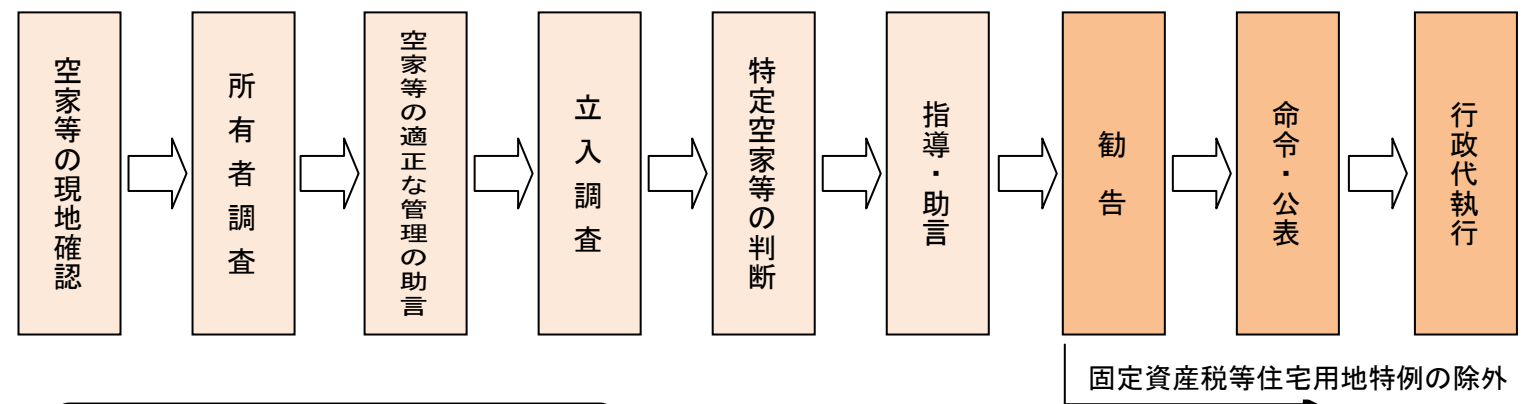 空家等の現地確認
所有者調査
空家等の適正な管理の助言
立入調査
特定空家等の判断
指導・助言
勧告
命令・公表
行政代執行
固定資産税等住宅用地特例の除外